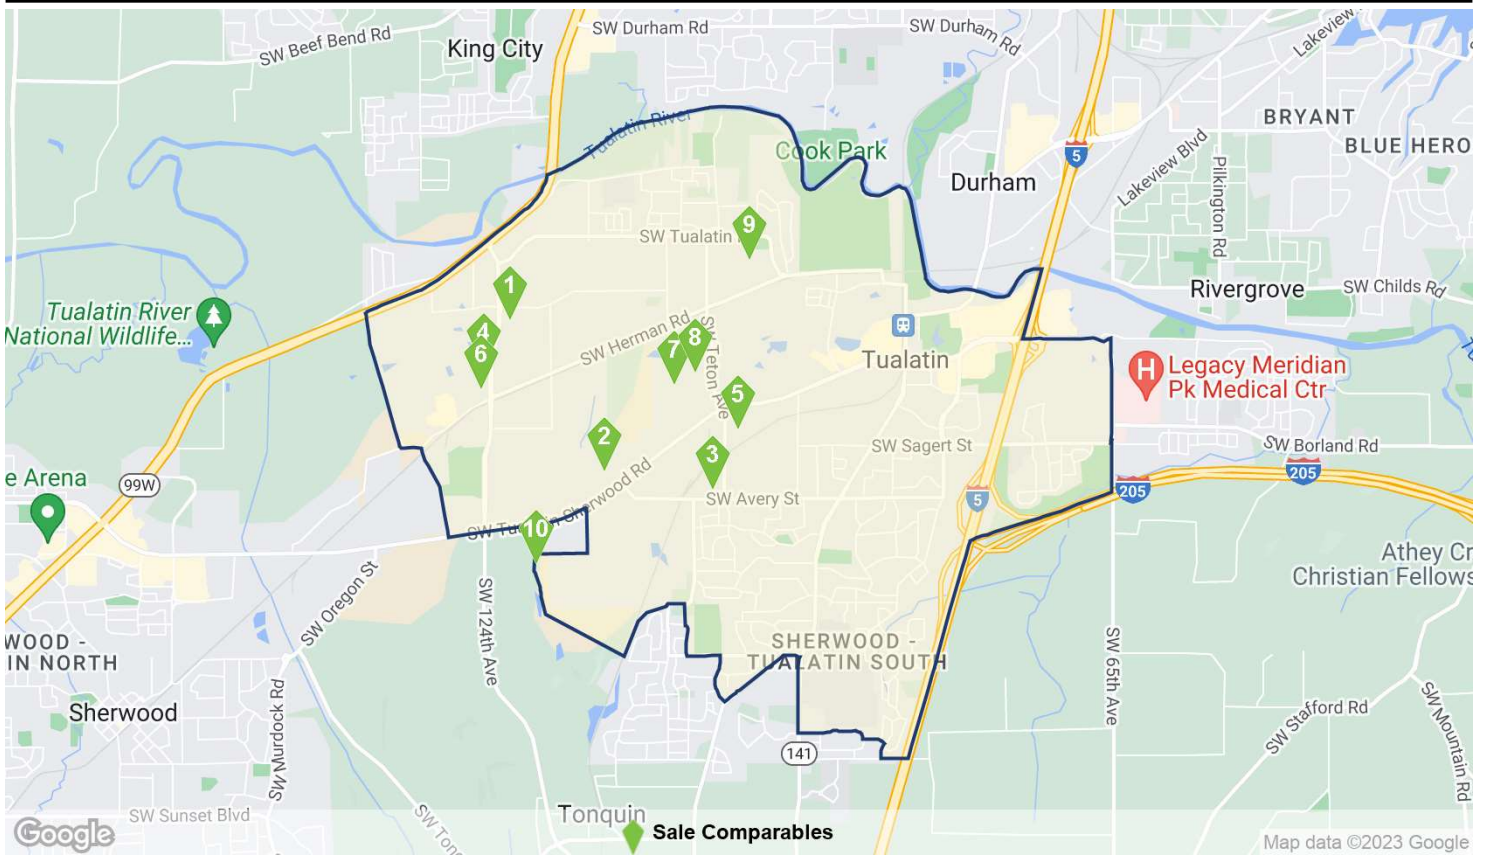 SW Beef Bend Rd
King City
SW Durham Rd
SW Durham Rd
Lakeview
BRYANT
BLUE HERO
Tualatin River
Cook Park
5
Durham
Lakeview Blvd
Pilkington Rd
9
SW Tualatin
1
Rivergrove
SW Childs Rd
Tualatin River
National Wildlife...
4
6
SW Herman Rd
7
8
SW Teton Ave
Tualatin
H
Legacy Meridian
Pk Medical Ctr
5
2
3
SW Sagert St
SW Borland Rd
205
205
e Arena
99W
SW Avery St
5
SW Tu in Sherwood Rd
10
Athey Cr
Christian Fellows
SW Oregon St
SW 124th Ave
WOOD -
IN NORTH
SHERWOOD -
TUALATIN SOUTH
SW 65th Ave
Sherwood
SW Murdock Rd
SW Stafford Rd
SW Mountain Rd
141
SW Sunset Blvd
SW Ton
Tonquin
Sale Comparables
Google
Map data ©2023 Google